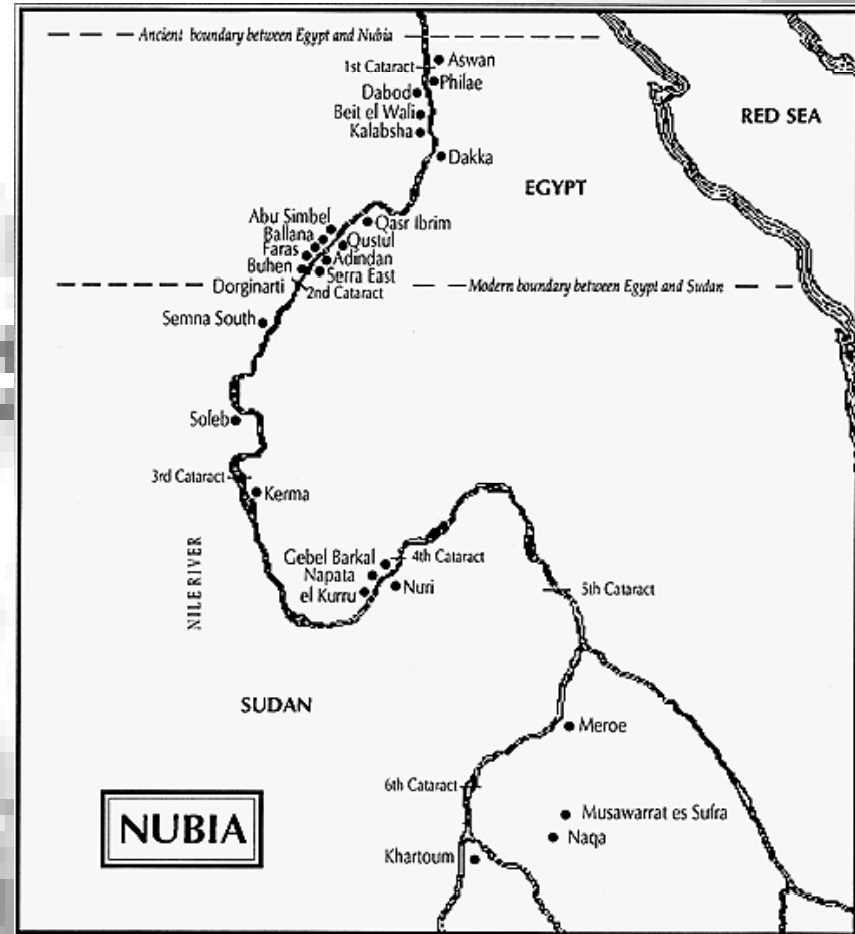 Ancient boundary between Egypt and Nubia
1st Cataract
Aswan
Philae
Dabod
Beit el Wali
Kalabsha
Dakka
RED SEA
EGYPT
Abu Simbel
Ballana
Faras
Buhen
Dorginarti
Qasr Ibrim
Qustul
Adindan
Serra East
2nd Cataract
Modern boundary between Egypt and Sudan
Semna South
Soleb
3rd Cataract
Kerma
NILE RIVER
Gebel Barkal
Napata
el Kurru
4th Cataract
Nuri
5th Cataract
SUDAN
Meroe
6th Cataract
Musawarrat es Sufra
Naqa
Khartoum
NUBIA